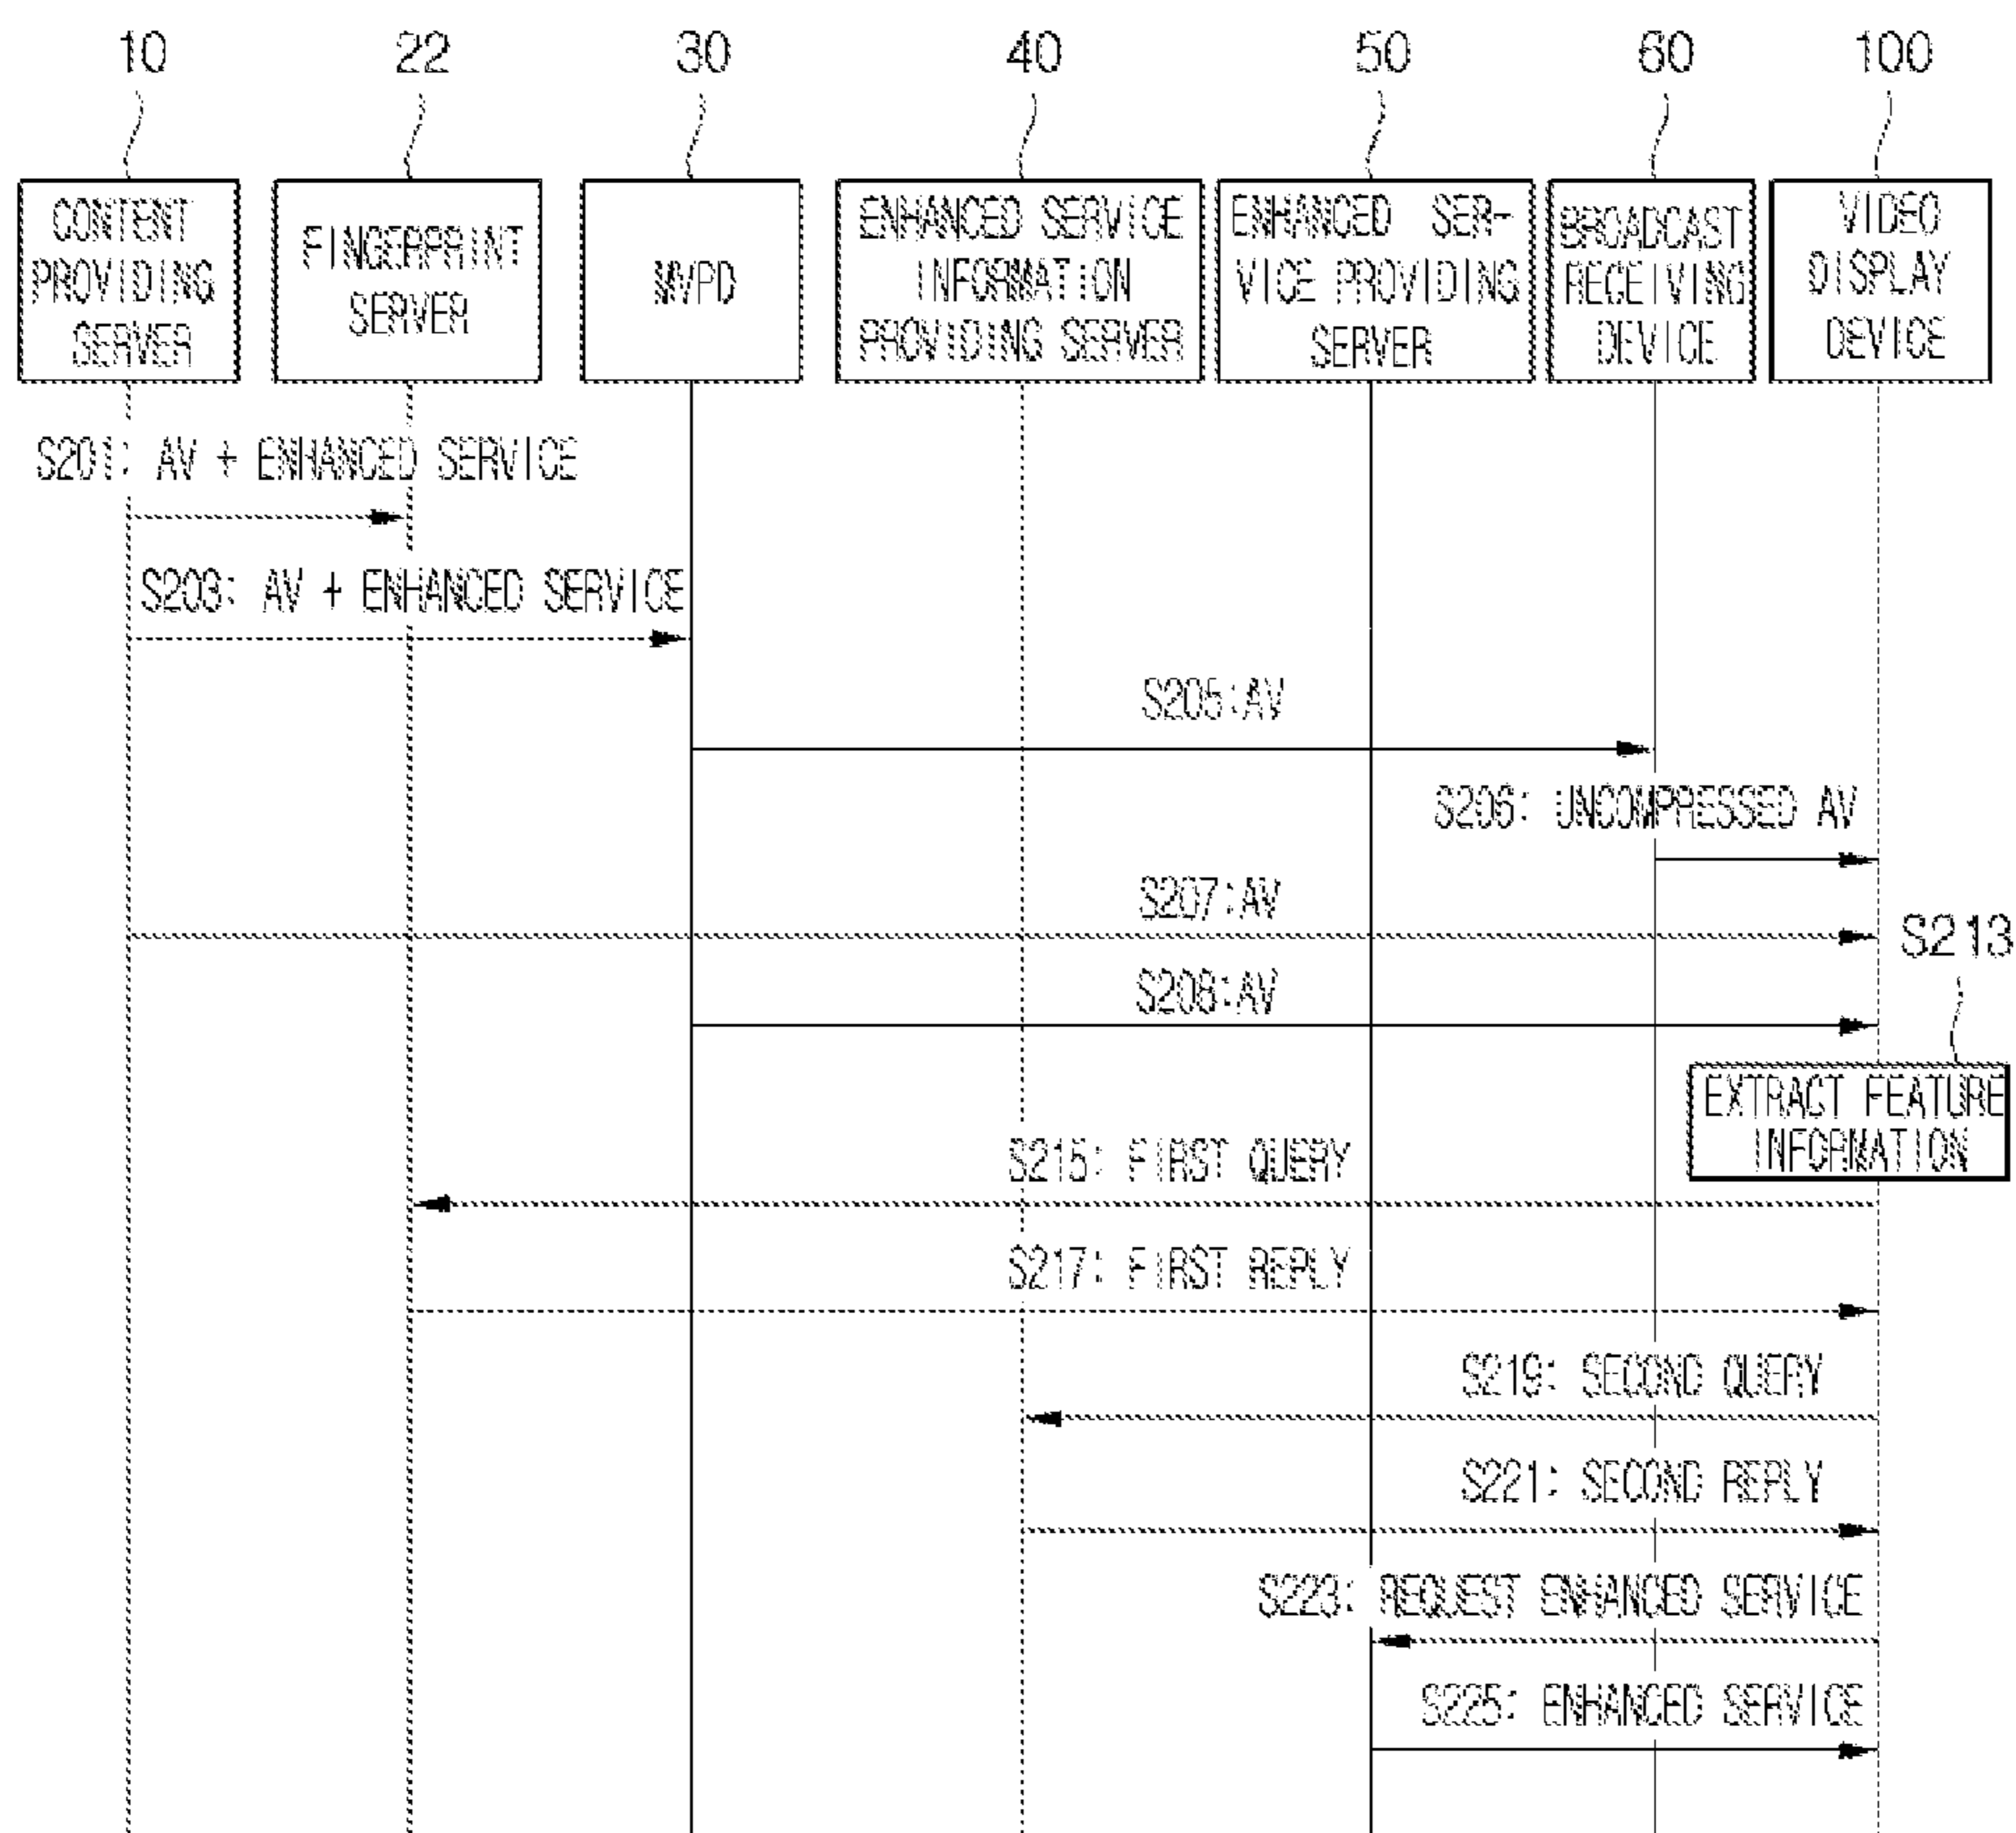 10
22
30
40
50
60
100
CONTENT
PROVIDING
SERVER
FINGERPRINT
SERVER
MVPD
ENHANCED SERVICE
INFORMATION
PROVIDING SERVER
ENHANCED SER-
VICE PROVIDING
SERVER
BROADCAST
RECEIVING
DEVICE
VIDEO
DISPLAY
DEVICE
S201: AV + ENHANCED SERVICE
S203: AV + ENHANCED SERVICE
S205:AV
S206: UNCOMPRESSED AV
S207:AV
S213
S208:AV
EXTRACT FEATURE
INFORMATION
S215: FIRST QUERY
S217: FIRST REPLY
S219: SECOND QUERY
S221: SECOND REPLY
S223: REQUEST ENHANCED SERVICE
S225: ENHANCED SERVICE